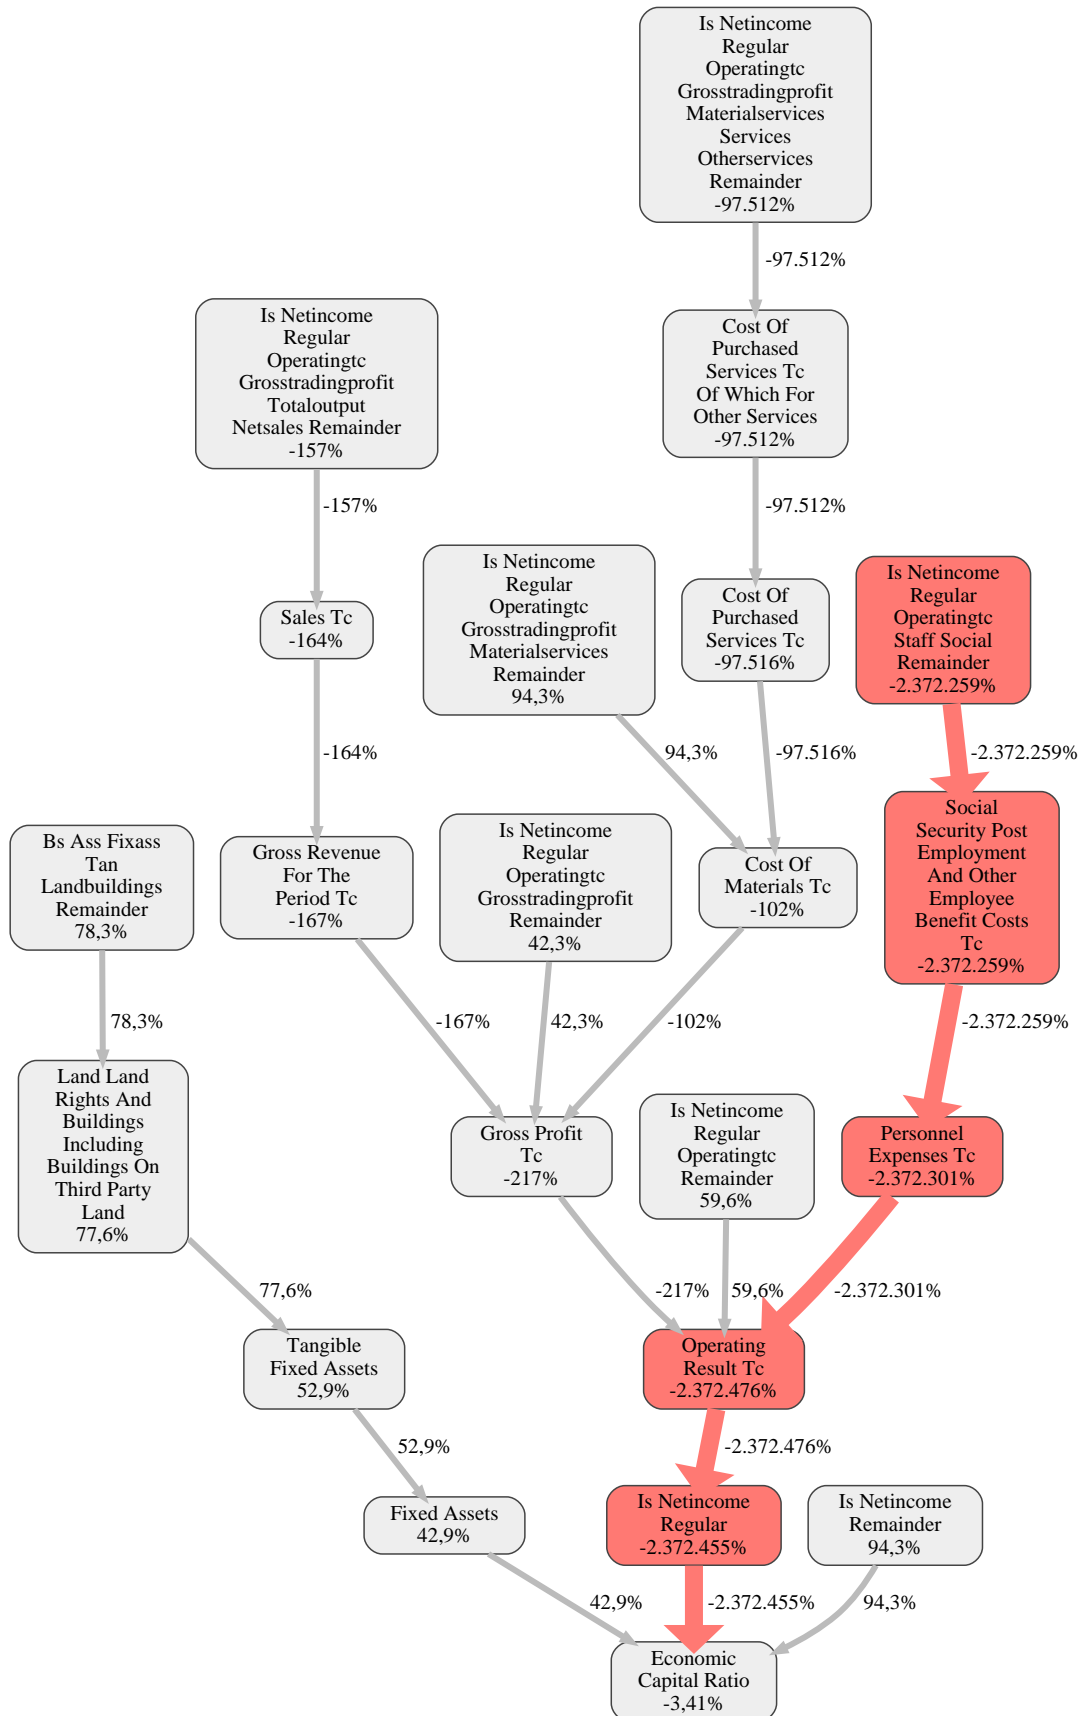 Is Netincome
Regular
Operatingtc
Grosstradingprofit
Materialservices
Services
Otherservices
Remainder
-97.512%
-97.512%
Is Netincome
Regular
Operatingtc
Grosstradingprofit
Totaloutput
Netsales Remainder
-157%
Cost Of
Purchased
Services Tc
Of Which For
Other Services
-97.512%
-157%
-97.512%
Is Netincome
Regular
Operatingtc
Grosstradingprofit
Materialservices
Remainder
94,3%
Is Netincome
Regular
Operatingtc
Staff Social
Remainder
-2.372.259%
Cost Of
Purchased
Services Tc
-97.516%
Sales Tc
-164%
-164%
94,3%
-97.516%
-2.372.259%
Social
Security Post
Employment
And Other
Employee
Benefit Costs
Tc
-2.372.259%
Bs Ass Fixass
Tan
Landbuildings
Remainder
78,3%
Gross Revenue
For The
Period Tc
-167%
Is Netincome
Regular
Operatingtc
Grosstradingprofit
Remainder
42,3%
Cost Of
Materials Tc
-102%
78,3%
-167%
42,3%
-102%
-2.372.259%
Land Land
Rights And
Buildings
Including
Buildings On
Third Party
Land
77,6%
Gross Profit
Tc
-217%
Is Netincome
Regular
Operatingtc
Remainder
59,6%
Personnel
Expenses Tc
-2.372.301%
77,6%
-217%
59,6%
-2.372.301%
Tangible
Fixed Assets
52,9%
Operating
Result Tc
-2.372.476%
52,9%
-2.372.476%
Fixed Assets
42,9%
Is Netincome
Regular
-2.372.455%
Is Netincome
Remainder
94,3%
42,9%
-2.372.455%
94,3%
Economic
Capital Ratio
-3,41%